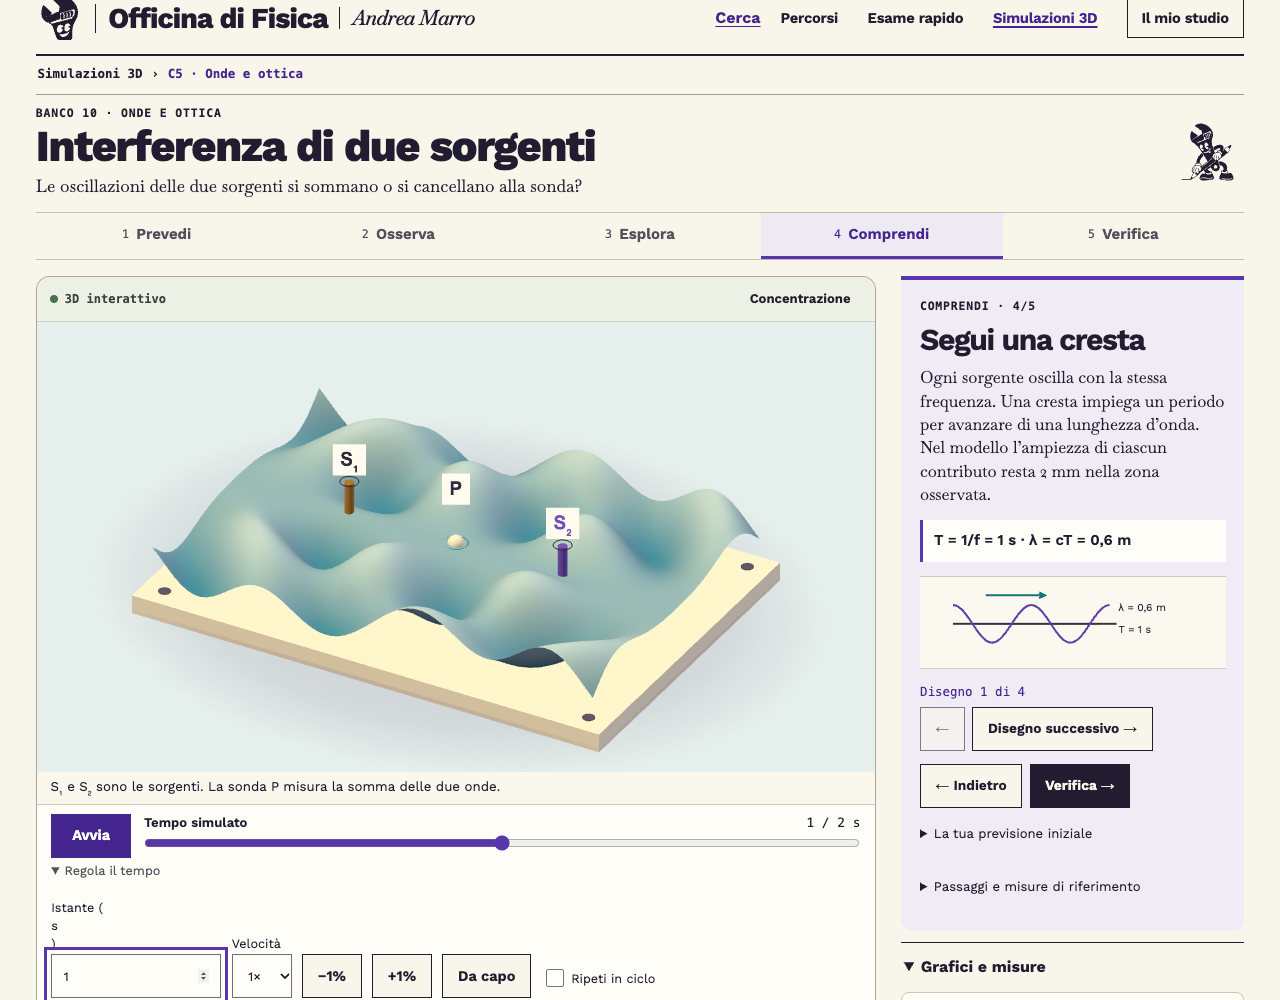 Officina di Fisica
Andrea Marro
Cerca
Percorsi
Esame rapido
Simulazioni 3D
Il mio studio
Simulazioni 3D › C5 · Onde e ottica
BANCO 10 · ONDE E OTTICA
Interferenza di due sorgenti
Le oscillazioni delle due sorgenti si sommano o si cancellano alla sonda?
1 Prevedi
2 Osserva
3 Esplora
4 Comprendi
5 Verifica
3D interattivo
Concentrazione
S₁
P
S₂
S₁ e S₂ sono le sorgenti. La sonda P misura la somma delle due onde.
Avvia
Tempo simulato
1 / 2 s
▼ Regola il tempo
Istante (
s
)
1
Velocità
1×
−1%
+1%
Da capo
Ripeti in ciclo
COMPRENDI · 4/5
Segui una cresta
Ogni sorgente oscilla con la stessa
frequenza. Una cresta impiega un periodo
per avanzare di una lunghezza d’onda.
Nel modello l’ampiezza di ciascun
contributo resta 2 mm nella zona
osservata.
T = 1/f = 1 s · λ = cT = 0,6 m
λ = 0,6 m
T = 1 s
Disegno 1 di 4
←
Disegno successivo →
← Indietro
Verifica →
▶ La tua previsione iniziale
▶ Passaggi e misure di riferimento
▼ Grafici e misure